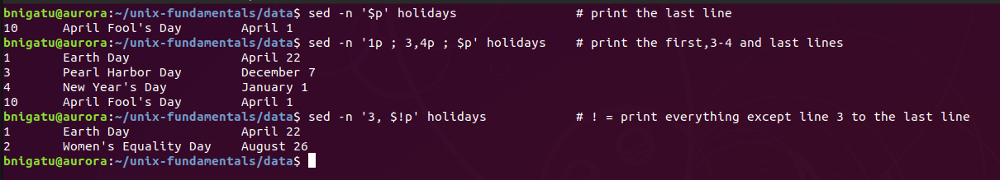 bnigatu@aurora:~/unix-fundamentals/data$ sed -n '$p' holidays                 # print the last line
10      April Fool's Day        April 1
bnigatu@aurora:~/unix-fundamentals/data$ sed -n '1p ; 3,4p ; $p' holidays    # print the first,3-4 and last lines
1       Earth Day               April 22
3       Pearl Harbor Day        December 7
4       New Year's Day          January 1
10      April Fool's Day        April 1
bnigatu@aurora:~/unix-fundamentals/data$ sed -n '3, $!p' holidays            # ! = print everything except line 3 to the last line
1       Earth Day               April 22
2       Women's Equality Day    August 26
bnigatu@aurora:~/unix-fundamentals/data$